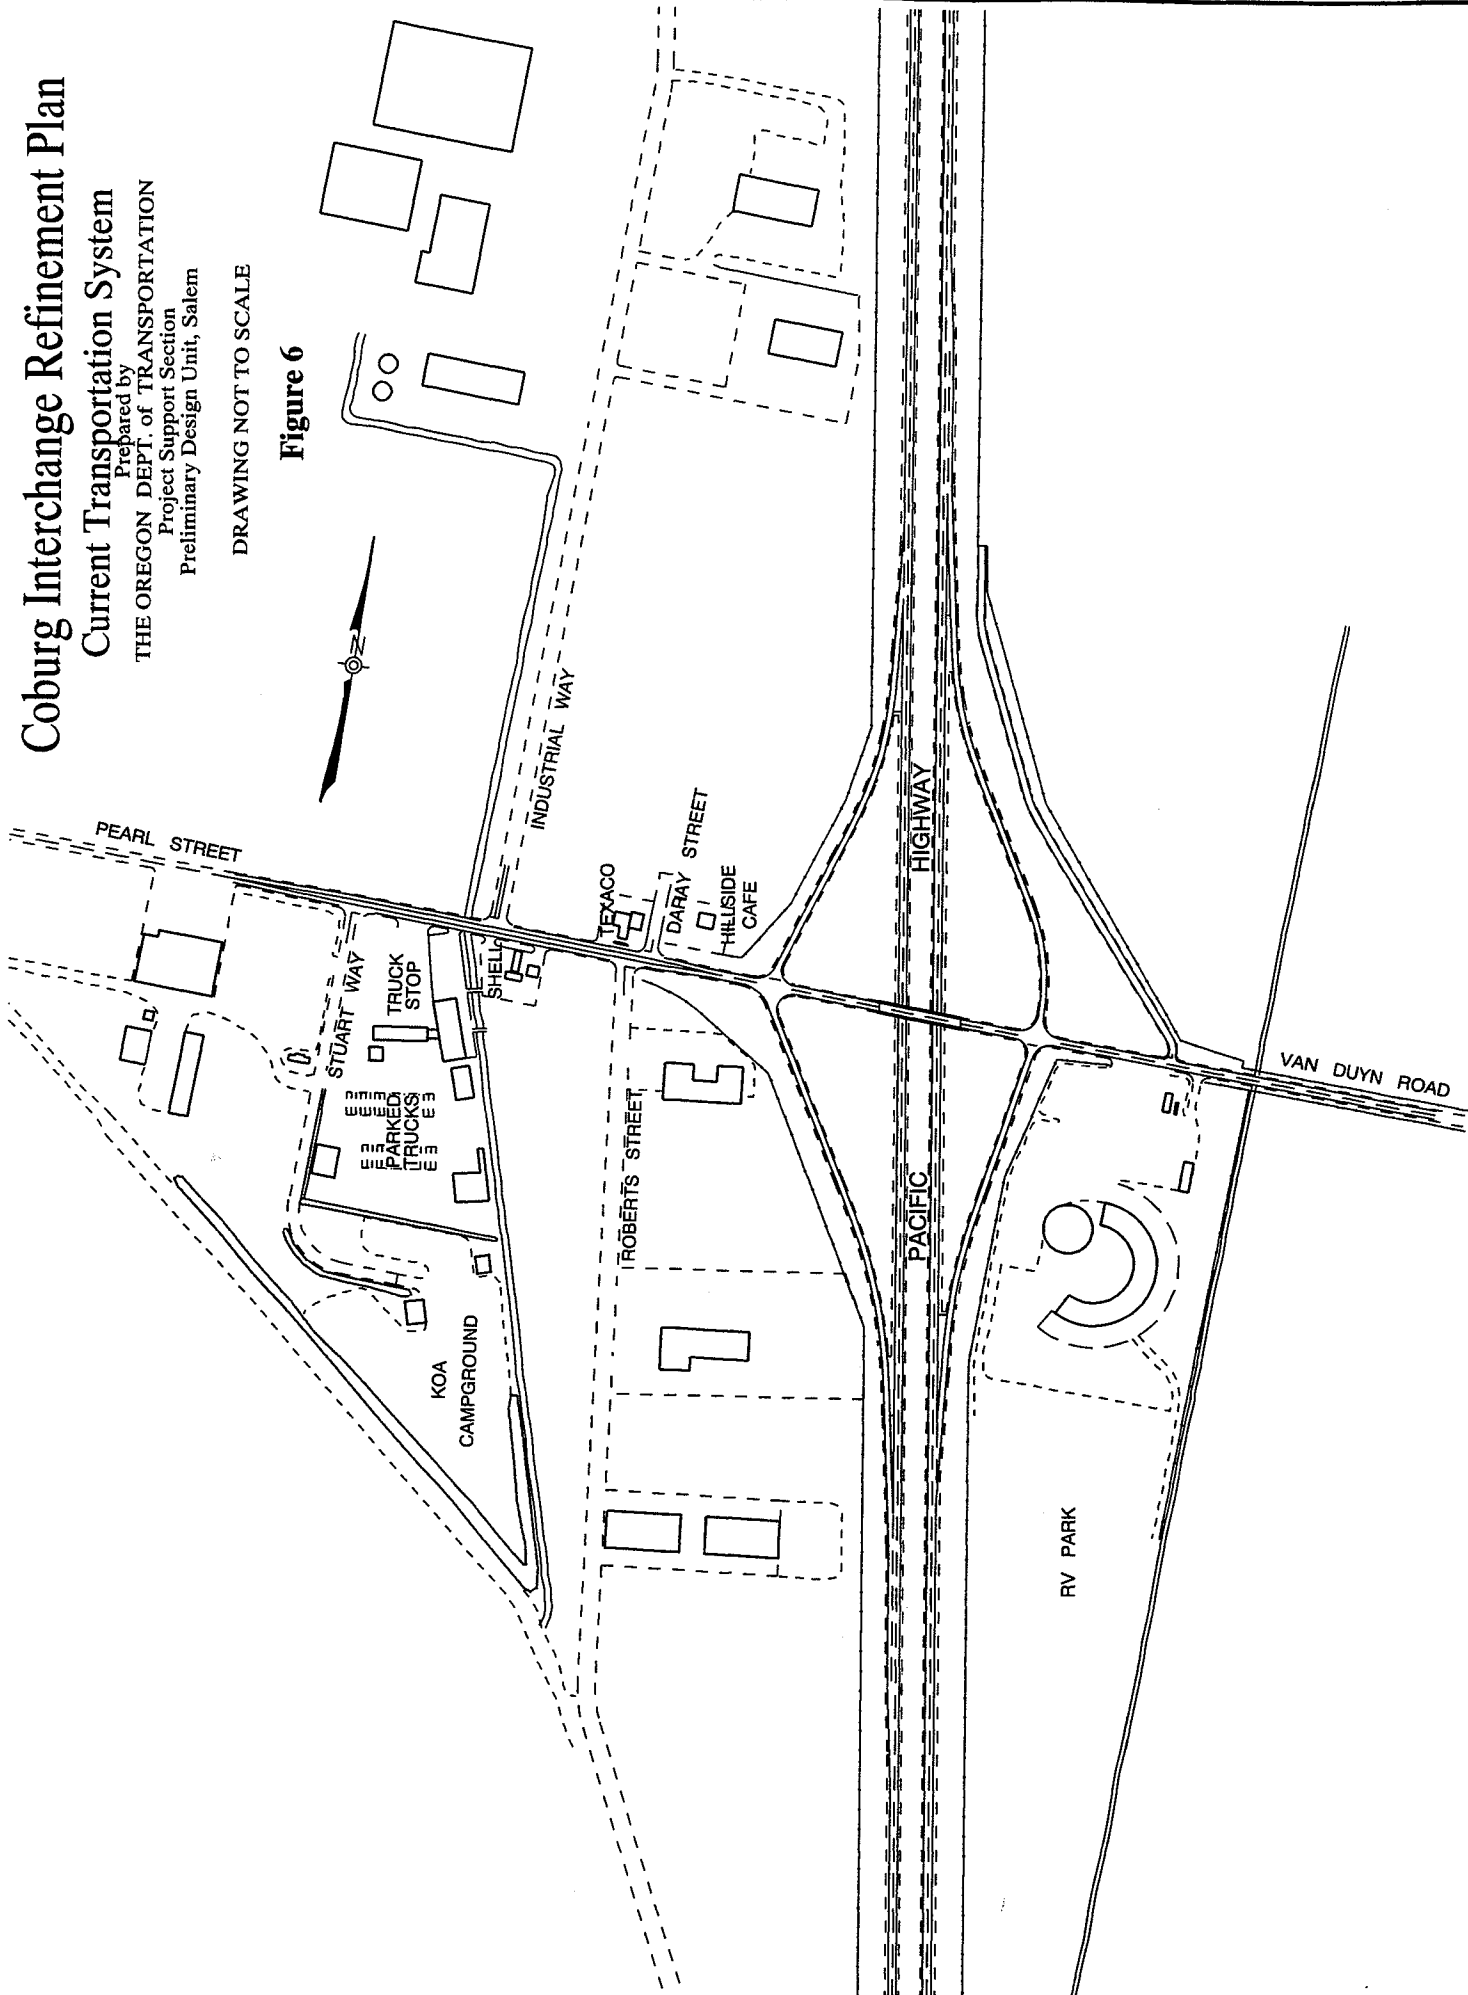 Coburg Interchange Refinement Plan
Current Transportation System
Prepared by
THE OREGON DEPT. of TRANSPORTATION
Project Support Section
Preliminary Design Unit, Salem
DRAWING NOT TO SCALE
Figure 6
N
PEARL STREET
INDUSTRIAL WAY
STUART WAY
TRUCK
STOP
SHELL
TEXACO
DARAY STREET
HILLSIDE
CAFE
PARKED
TRUCKS
ROBERTS STREET
KOA
CAMPGROUND
PACIFIC HIGHWAY
VAN DUYN ROAD
RV PARK